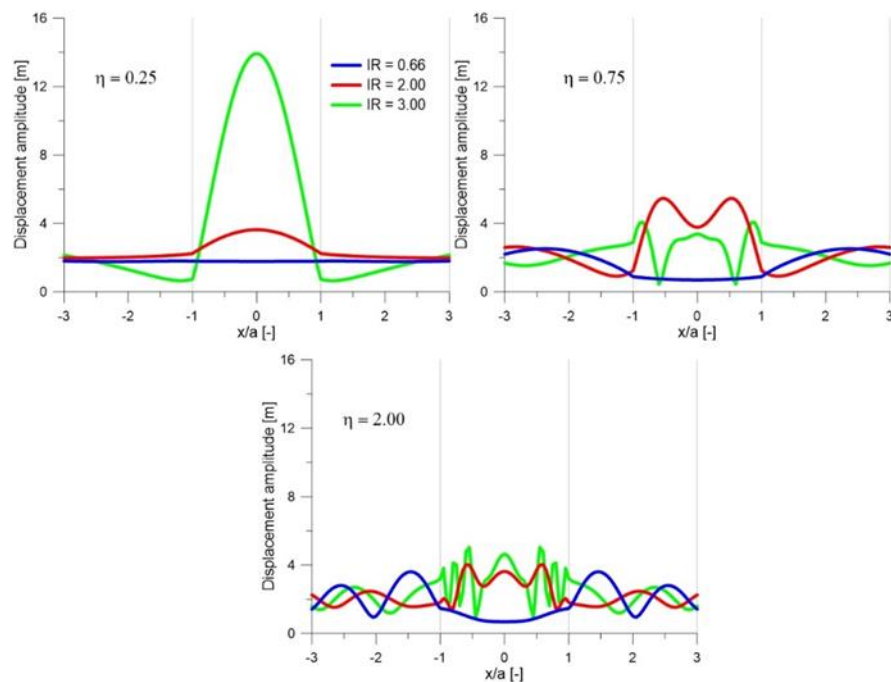 16
12
8
4
0
Displacement amplitude [m]
η = 0.25
IR = 0.66
IR = 2.00
IR = 3.00
-3 -2 -1 0 1 2 3
x/a [-]
16
12
8
4
0
Displacement amplitude [m]
η = 0.75
-3 -2 -1 0 1 2 3
x/a [-]
16
12
8
4
0
Displacement amplitude [m]
η = 2.00
-3 -2 -1 0 1 2 3
x/a [-]